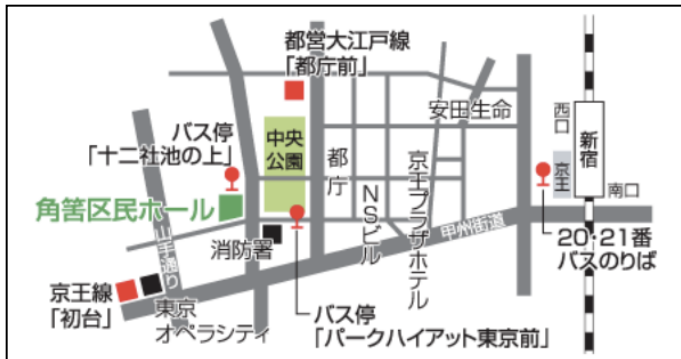 都営大江戸線
「都庁前」
安田生命
西口
新宿
京王
南口
バス停
「十二社池の上」
中央
公園
都庁
NSビル
京王プラザホテル
角筈区民ホール
山手通り
消防署
甲州街道
20・21番
バスのりば
京王線
「初台」
東京
オペラシティ
バス停
「パークハイアット東京前」